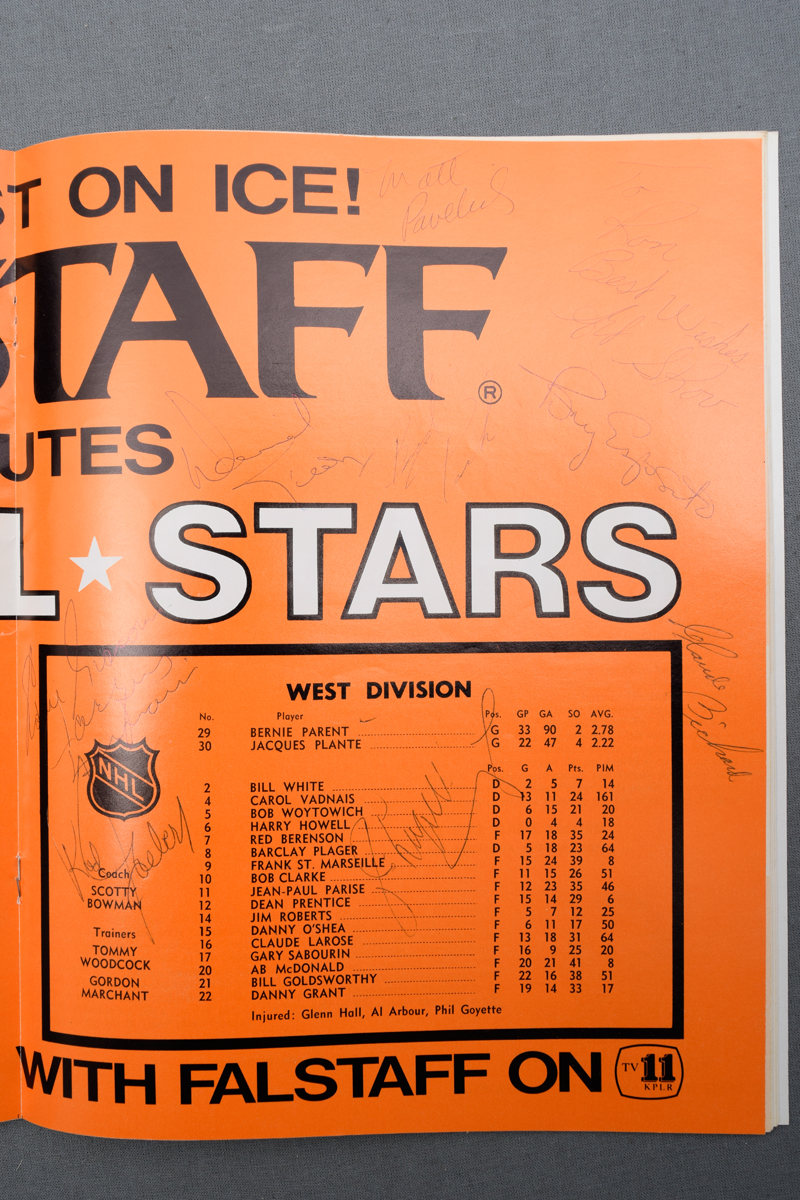 ST ON ICE!
Matt
Pavelich
To
Ron
Best Wishes
STAFF®
Tony Esposito
UTES
L★STARS
Claude Bechard
WEST DIVISION
No. Player Pos. GP GA SO AVG.
29 BERNIE PARENT G 33 90 2 2.78
30 JACQUES PLANTE G 22 47 4 2.22
Pos. G A Pts. PIM
2 BILL WHITE D 2 5 7 14
4 CAROL VADNAIS D 13 11 24 161
5 BOB WOYTOWICH D 6 15 21 20
6 HARRY HOWELL D 0 4 4 18
7 RED BERENSON F 17 18 35 24
8 BARCLAY PLAGER D 5 18 23 64
9 FRANK ST. MARSEILLE F 15 24 39 8
10 BOB CLARKE F 11 15 26 51
11 JEAN-PAUL PARISE F 12 23 35 46
12 DEAN PRENTICE F 15 14 29 6
14 JIM ROBERTS F 5 7 12 25
15 DANNY O'SHEA F 6 11 17 50
16 CLAUDE LAROSE F 13 18 31 64
17 GARY SABOURIN F 16 9 25 20
20 AB McDONALD F 20 21 41 8
21 BILL GOLDSWORTHY F 22 16 38 51
22 DANNY GRANT F 19 14 33 17
Injured: Glenn Hall, Al Arbour, Phil Goyette
NHL
Coach
SCOTTY
BOWMAN
Trainers
TOMMY
WOODCOCK
GORDON
MARCHANT
WITH FALSTAFF ON TV 11 KPLR